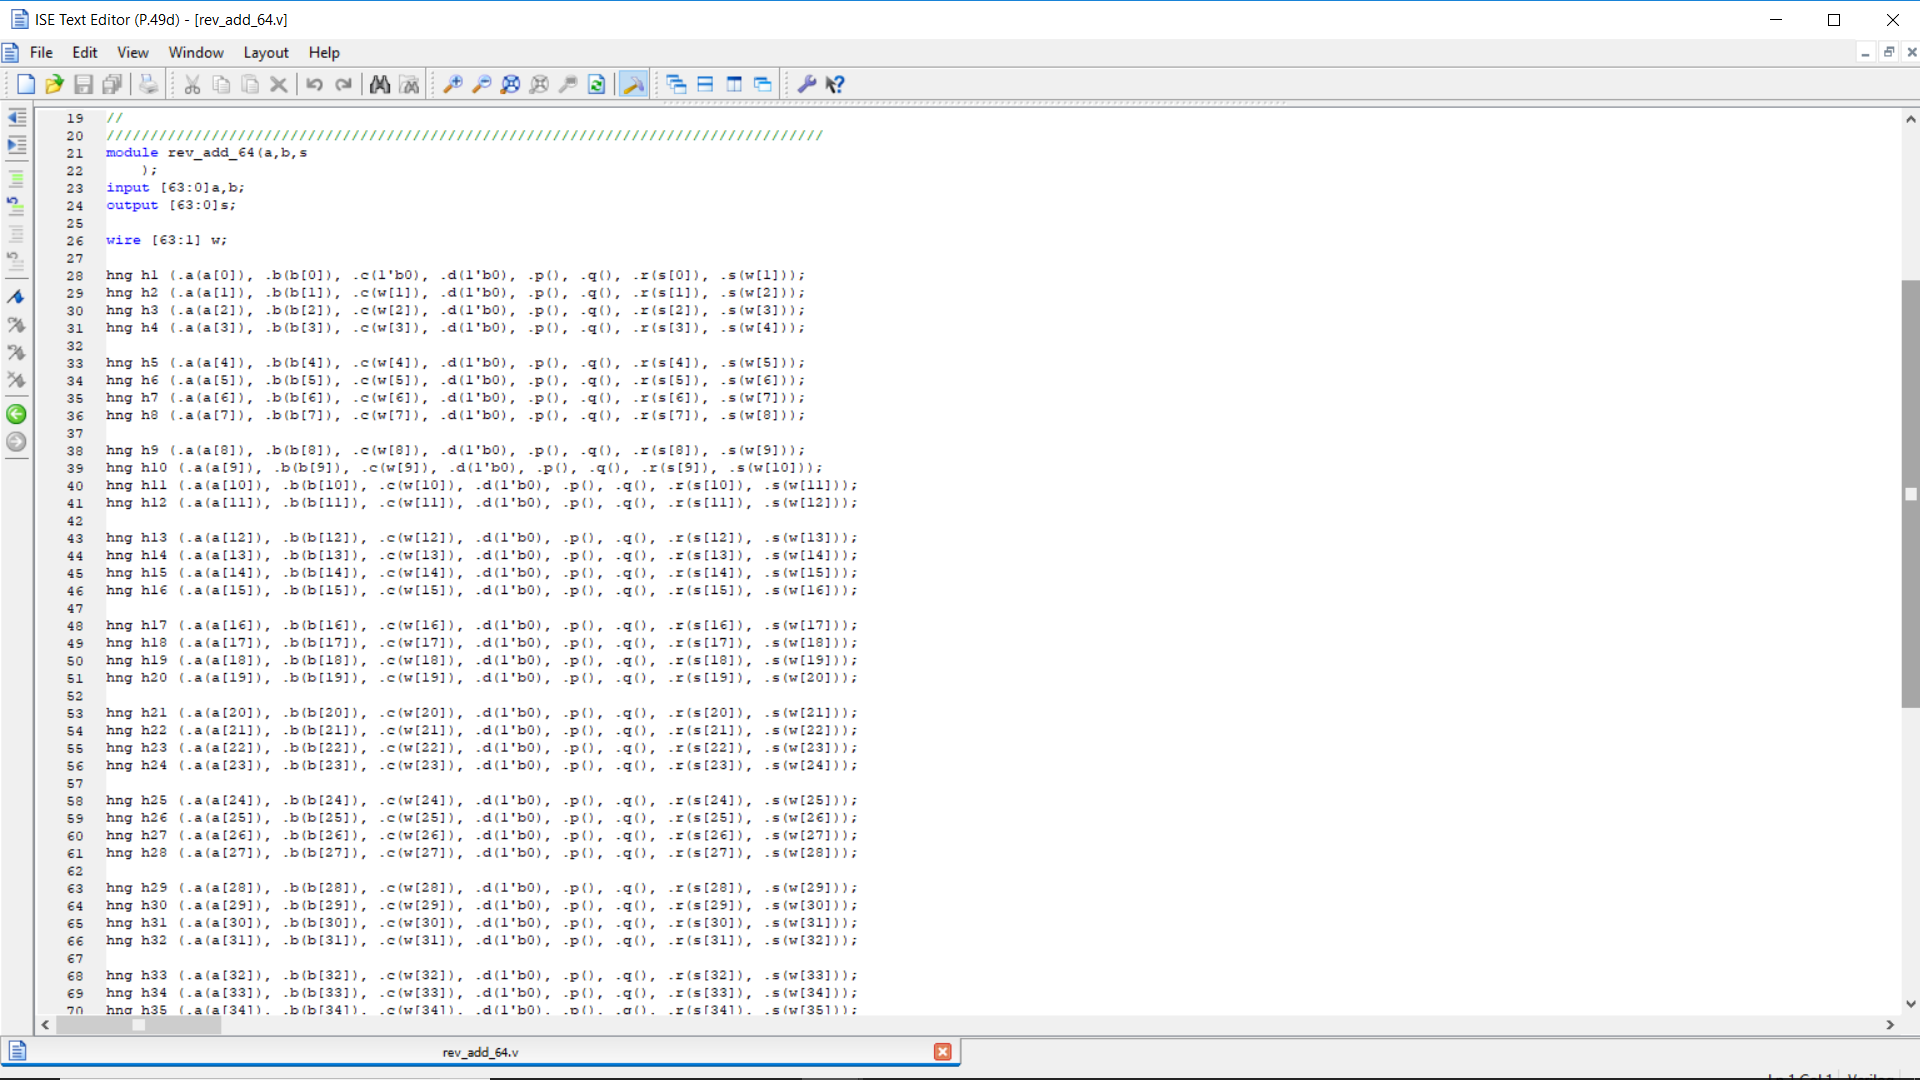 ISE Text Editor (P.49d) - [rev_add_64.v]
File Edit View Window Layout Help
19 //
20 //////////////////////////////////////////////////////////////////////////////////
21 module rev_add_64(a,b,s
22 );
23 input [63:0]a,b;
24 output [63:0]s;
25
26 wire [63:1] w;
27
28 hng h1 (.a(a[0]), .b(b[0]), .c(1'b0), .d(1'b0), .p(), .q(), .r(s[0]), .s(w[1]));
29 hng h2 (.a(a[1]), .b(b[1]), .c(w[1]), .d(1'b0), .p(), .q(), .r(s[1]), .s(w[2]));
30 hng h3 (.a(a[2]), .b(b[2]), .c(w[2]), .d(1'b0), .p(), .q(), .r(s[2]), .s(w[3]));
31 hng h4 (.a(a[3]), .b(b[3]), .c(w[3]), .d(1'b0), .p(), .q(), .r(s[3]), .s(w[4]));
32
33 hng h5 (.a(a[4]), .b(b[4]), .c(w[4]), .d(1'b0), .p(), .q(), .r(s[4]), .s(w[5]));
34 hng h6 (.a(a[5]), .b(b[5]), .c(w[5]), .d(1'b0), .p(), .q(), .r(s[5]), .s(w[6]));
35 hng h7 (.a(a[6]), .b(b[6]), .c(w[6]), .d(1'b0), .p(), .q(), .r(s[6]), .s(w[7]));
36 hng h8 (.a(a[7]), .b(b[7]), .c(w[7]), .d(1'b0), .p(), .q(), .r(s[7]), .s(w[8]));
37
38 hng h9 (.a(a[8]), .b(b[8]), .c(w[8]), .d(1'b0), .p(), .q(), .r(s[8]), .s(w[9]));
39 hng h10 (.a(a[9]), .b(b[9]), .c(w[9]), .d(1'b0), .p(), .q(), .r(s[9]), .s(w[10]));
40 hng h11 (.a(a[10]), .b(b[10]), .c(w[10]), .d(1'b0), .p(), .q(), .r(s[10]), .s(w[11]));
41 hng h12 (.a(a[11]), .b(b[11]), .c(w[11]), .d(1'b0), .p(), .q(), .r(s[11]), .s(w[12]));
42
43 hng h13 (.a(a[12]), .b(b[12]), .c(w[12]), .d(1'b0), .p(), .q(), .r(s[12]), .s(w[13]));
44 hng h14 (.a(a[13]), .b(b[13]), .c(w[13]), .d(1'b0), .p(), .q(), .r(s[13]), .s(w[14]));
45 hng h15 (.a(a[14]), .b(b[14]), .c(w[14]), .d(1'b0), .p(), .q(), .r(s[14]), .s(w[15]));
46 hng h16 (.a(a[15]), .b(b[15]), .c(w[15]), .d(1'b0), .p(), .q(), .r(s[15]), .s(w[16]));
47
48 hng h17 (.a(a[16]), .b(b[16]), .c(w[16]), .d(1'b0), .p(), .q(), .r(s[16]), .s(w[17]));
49 hng h18 (.a(a[17]), .b(b[17]), .c(w[17]), .d(1'b0), .p(), .q(), .r(s[17]), .s(w[18]));
50 hng h19 (.a(a[18]), .b(b[18]), .c(w[18]), .d(1'b0), .p(), .q(), .r(s[18]), .s(w[19]));
51 hng h20 (.a(a[19]), .b(b[19]), .c(w[19]), .d(1'b0), .p(), .q(), .r(s[19]), .s(w[20]));
52
53 hng h21 (.a(a[20]), .b(b[20]), .c(w[20]), .d(1'b0), .p(), .q(), .r(s[20]), .s(w[21]));
54 hng h22 (.a(a[21]), .b(b[21]), .c(w[21]), .d(1'b0), .p(), .q(), .r(s[21]), .s(w[22]));
55 hng h23 (.a(a[22]), .b(b[22]), .c(w[22]), .d(1'b0), .p(), .q(), .r(s[22]), .s(w[23]));
56 hng h24 (.a(a[23]), .b(b[23]), .c(w[23]), .d(1'b0), .p(), .q(), .r(s[23]), .s(w[24]));
57
58 hng h25 (.a(a[24]), .b(b[24]), .c(w[24]), .d(1'b0), .p(), .q(), .r(s[24]), .s(w[25]));
59 hng h26 (.a(a[25]), .b(b[25]), .c(w[25]), .d(1'b0), .p(), .q(), .r(s[25]), .s(w[26]));
60 hng h27 (.a(a[26]), .b(b[26]), .c(w[26]), .d(1'b0), .p(), .q(), .r(s[26]), .s(w[27]));
61 hng h28 (.a(a[27]), .b(b[27]), .c(w[27]), .d(1'b0), .p(), .q(), .r(s[27]), .s(w[28]));
62
63 hng h29 (.a(a[28]), .b(b[28]), .c(w[28]), .d(1'b0), .p(), .q(), .r(s[28]), .s(w[29]));
64 hng h30 (.a(a[29]), .b(b[29]), .c(w[29]), .d(1'b0), .p(), .q(), .r(s[29]), .s(w[30]));
65 hng h31 (.a(a[30]), .b(b[30]), .c(w[30]), .d(1'b0), .p(), .q(), .r(s[30]), .s(w[31]));
66 hng h32 (.a(a[31]), .b(b[31]), .c(w[31]), .d(1'b0), .p(), .q(), .r(s[31]), .s(w[32]));
67
68 hng h33 (.a(a[32]), .b(b[32]), .c(w[32]), .d(1'b0), .p(), .q(), .r(s[32]), .s(w[33]));
69 hng h34 (.a(a[33]), .b(b[33]), .c(w[33]), .d(1'b0), .p(), .q(), .r(s[33]), .s(w[34]));
70 hng h35 (.a(a[34]), .b(b[34]), .c(w[34]), .d(1'b0), .p(), .q(), .r(s[34]), .s(w[35]));
rev_add_64.v